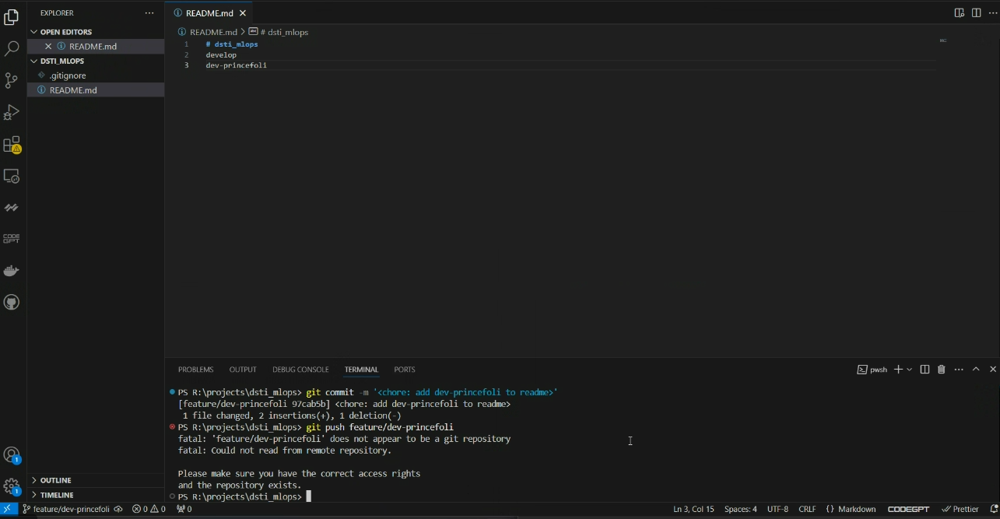 EXPLORER
OPEN EDITORS
README.md
DSTI_MLOPS
.gitignore
README.md
OUTLINE
TIMELINE
CODE
GPT
1
1
README.md
README.md > # dsti_mlops
1 # dsti_mlops
2 develop
3 dev-princefoli
PROBLEMS OUTPUT DEBUG CONSOLE TERMINAL PORTS
pwsh
PS R:\projects\dsti_mlops> git commit -m '<chore: add dev-princefoli to readme>'
[feature/dev-princefoli 97cab5b] <chore: add dev-princefoli to readme>
1 file changed, 2 insertions(+), 1 deletion(-)
PS R:\projects\dsti_mlops> git push feature/dev-princefoli
fatal: 'feature/dev-princefoli' does not appear to be a git repository
fatal: Could not read from remote repository.
Please make sure you have the correct access rights
and the repository exists.
PS R:\projects\dsti_mlops>
feature/dev-princefoli 0 0 0 Ln 3, Col 15 Spaces: 4 UTF-8 CRLF {} Markdown CODEGPT Prettier